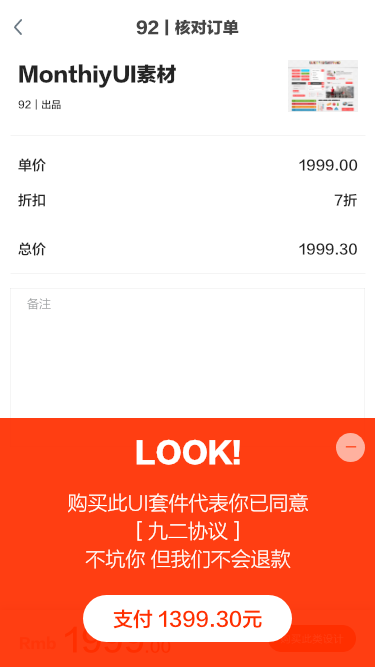 92 | 核对订单
MonthiyUI素材
92 | 出品
单价 1999.00
折扣 7折
总价 1999.30
备注
LOOK!
购买此UI套件代表你已同意
[ 九二协议 ]
不坑你 但我们不会退款
支付 1399.30元
Rmb 1999.00